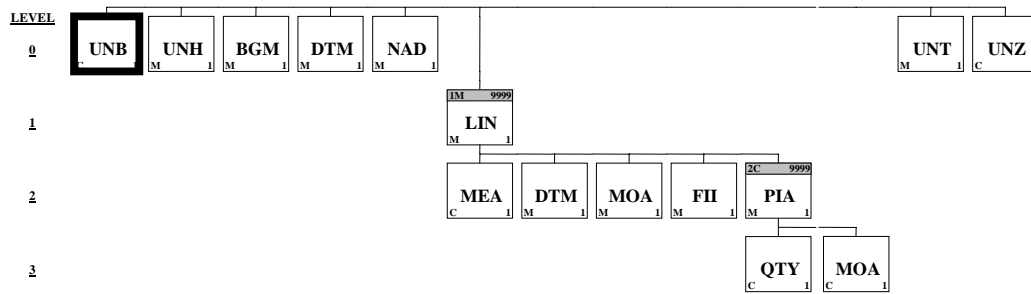 LEVEL
0 UNB UNH BGM DTM NAD UNT UNZ
C 1 M 1 M 1 M 1 M 1 M 1 C 1
1M 9999
1 LIN
M 1
2C 9999
2 MEA DTM MOA FII PIA
C 1 M 1 M 1 M 1 M 1
3 QTY MOA
C 1 C 1